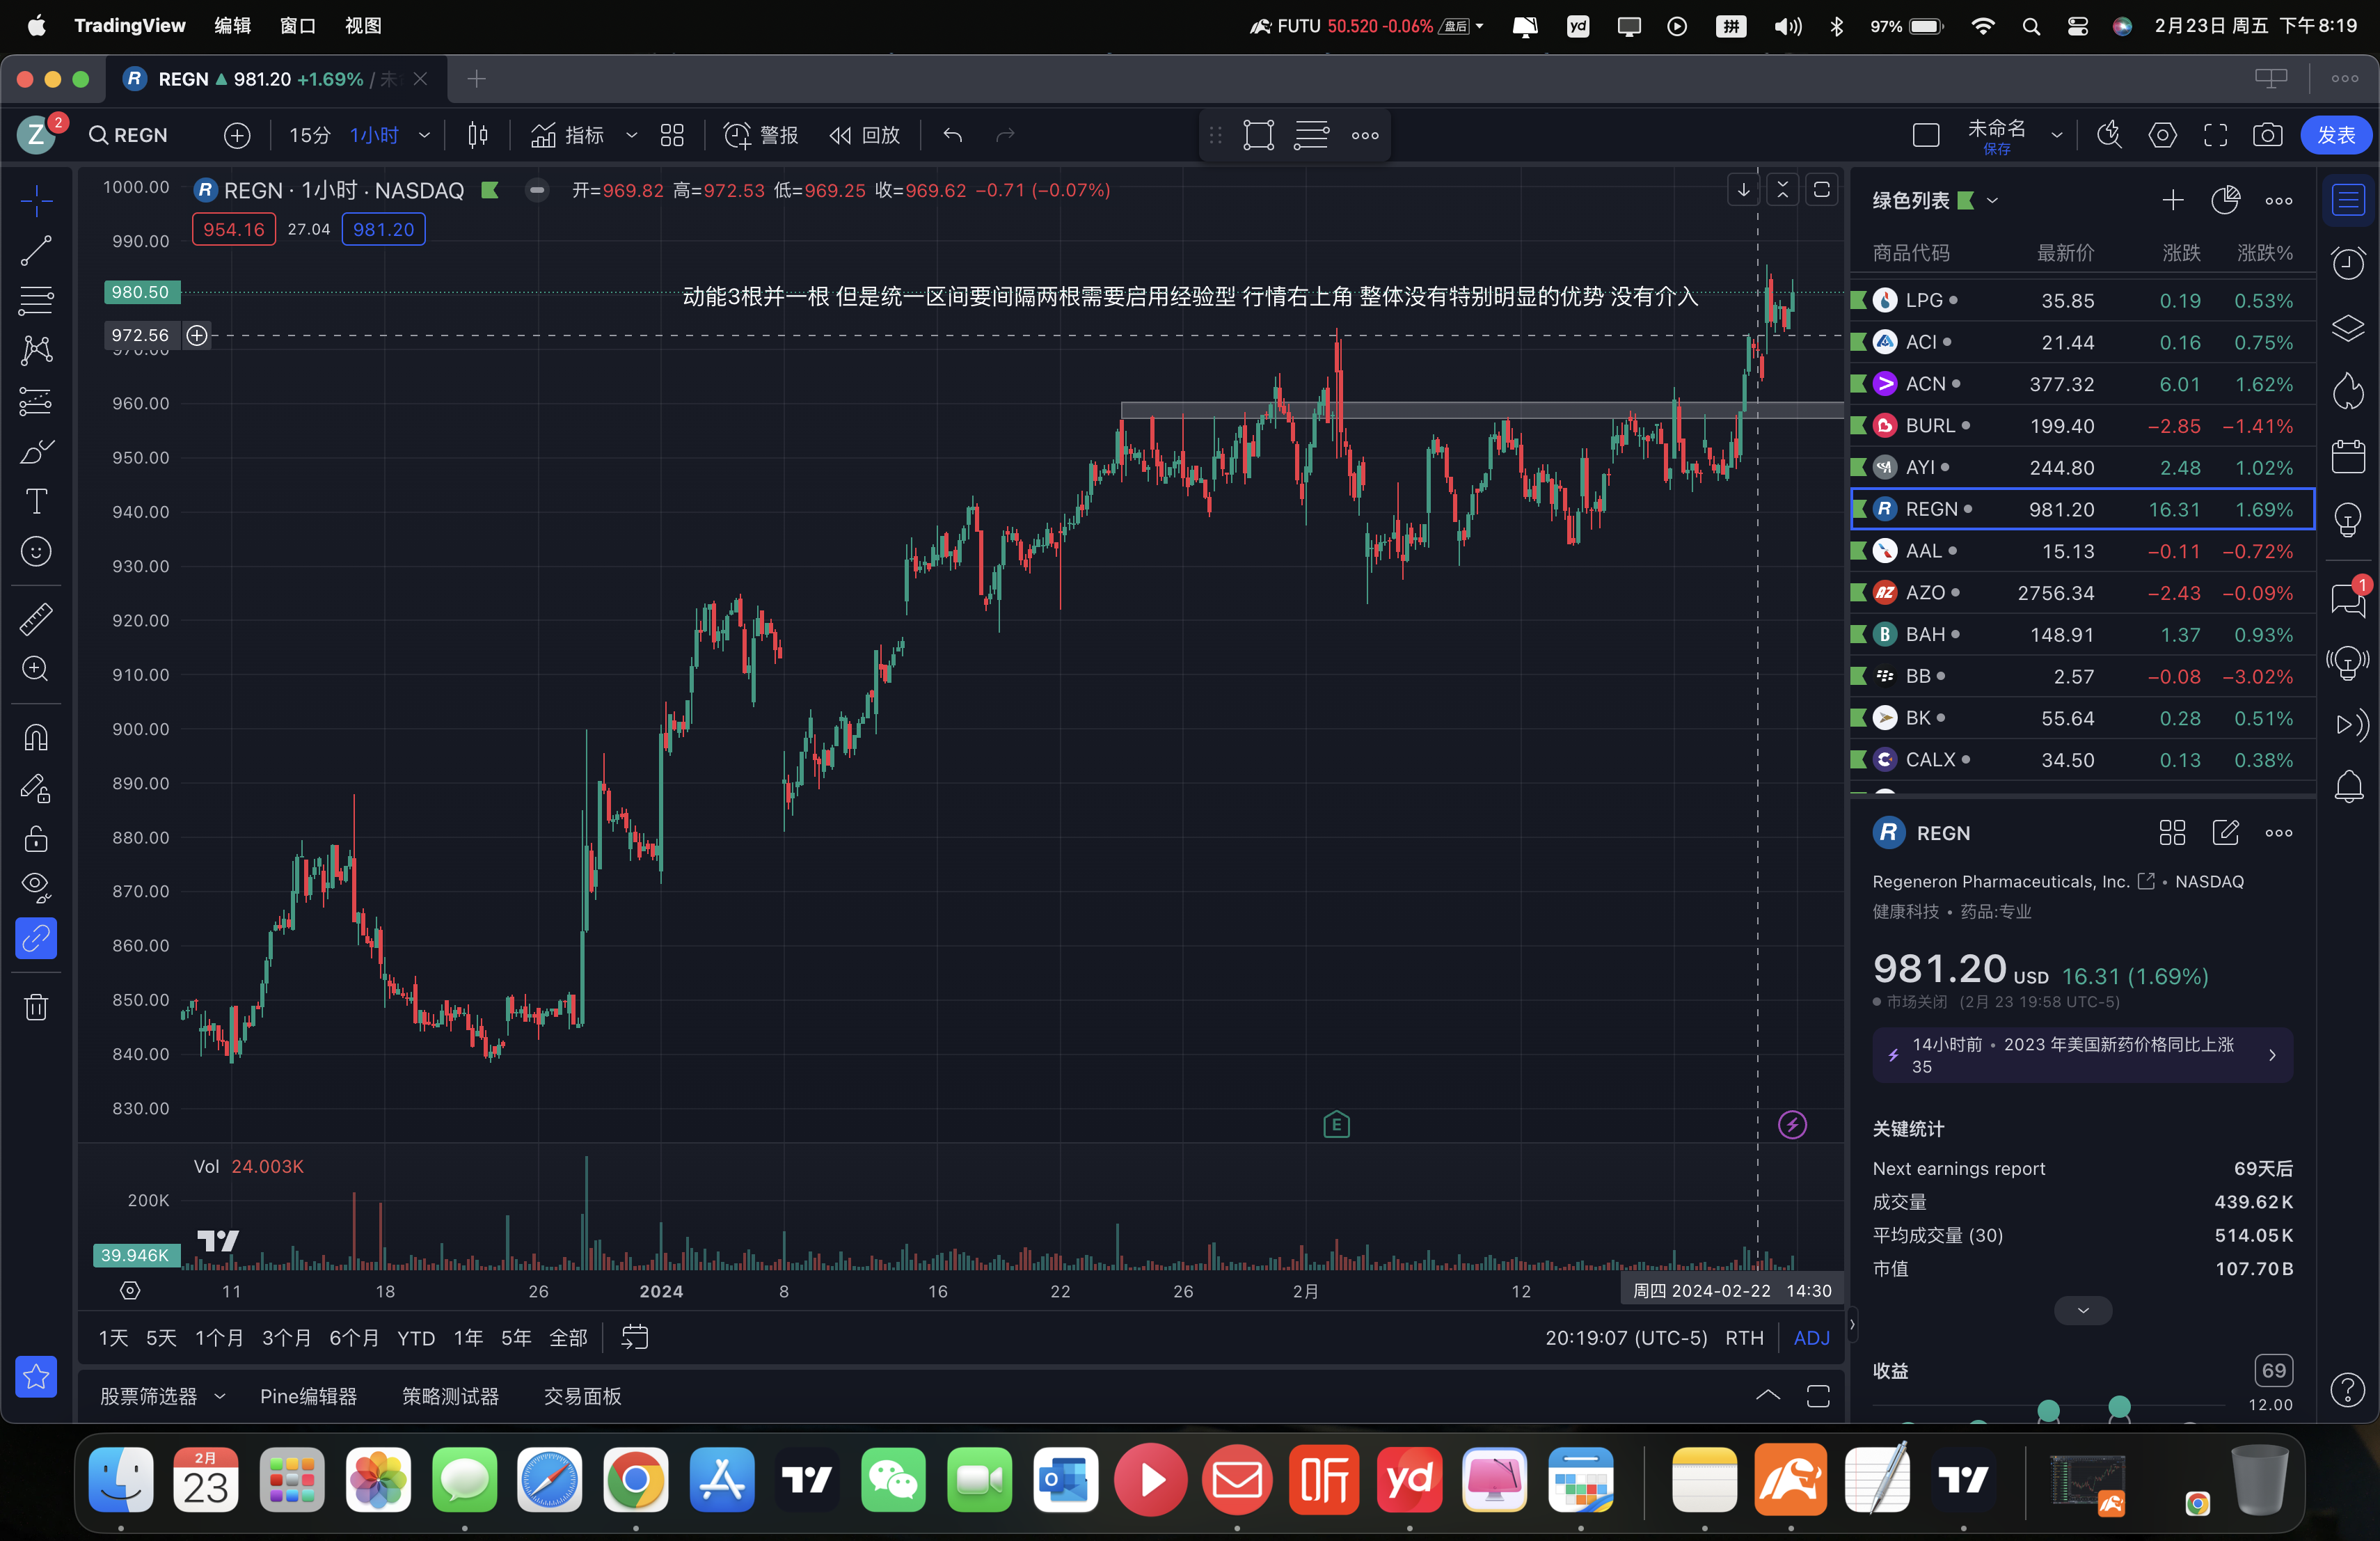 TradingView 编辑 窗口 视图
FUTU 50.520 -0.06% 盘后 yd 拼 97% 2月23日 周五 下午8:19
REGN 981.20 +1.69% / 未
Z 2 REGN 15分 1小时 指标 警报 回放 未命名 保存 发表
REGN · 1小时 · NASDAQ 开=969.82 高=972.53 低=969.25 收=969.62 −0.71 (−0.07%)
954.16 27.04 981.20
动能3根并一根 但是统一区间要间隔两根需要启用经验型 行情右上角 整体没有特别明显的优势 没有介入
1000.00
990.00
980.50
972.56
970.00
960.00
950.00
940.00
930.00
920.00
910.00
900.00
890.00
880.00
870.00
860.00
850.00
840.00
830.00
E
Vol 24.003K
200K
39.946K
11 18 26 2024 8 16 22 26 2月 12 周四 2024-02-22 14:30
1天 5天 1个月 3个月 6个月 YTD 1年 5年 全部 20:19:07 (UTC-5) RTH ADJ
股票筛选器 Pine编辑器 策略测试器 交易面板
绿色列表
商品代码 最新价 涨跌 涨跌%
LPG 35.85 0.19 0.53%
ACI 21.44 0.16 0.75%
ACN 377.32 6.01 1.62%
BURL 199.40 −2.85 −1.41%
AYI 244.80 2.48 1.02%
REGN 981.20 16.31 1.69%
AAL 15.13 −0.11 −0.72%
AZO 2756.34 −2.43 −0.09%
BAH 148.91 1.37 0.93%
BB 2.57 −0.08 −3.02%
BK 55.64 0.28 0.51%
CALX 34.50 0.13 0.38%
1
REGN
Regeneron Pharmaceuticals, Inc. • NASDAQ
健康科技 • 药品:专业
981.20 USD 16.31 (1.69%)
市场关闭 (2月 23 19:58 UTC-5)
14小时前 • 2023 年美国新药价格同比上涨
35
关键统计
Next earnings report 69天后
成交量 439.62K
平均成交量 (30) 514.05K
市值 107.70B
收益 69
12.00
2月
23
听
yd